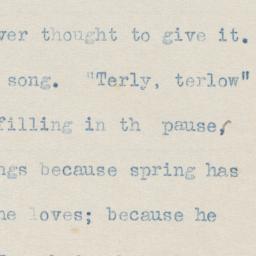 ver thought to give it.
song. "Terly, terlow"
filling in th pause,
ngs because spring has
he loves; because he